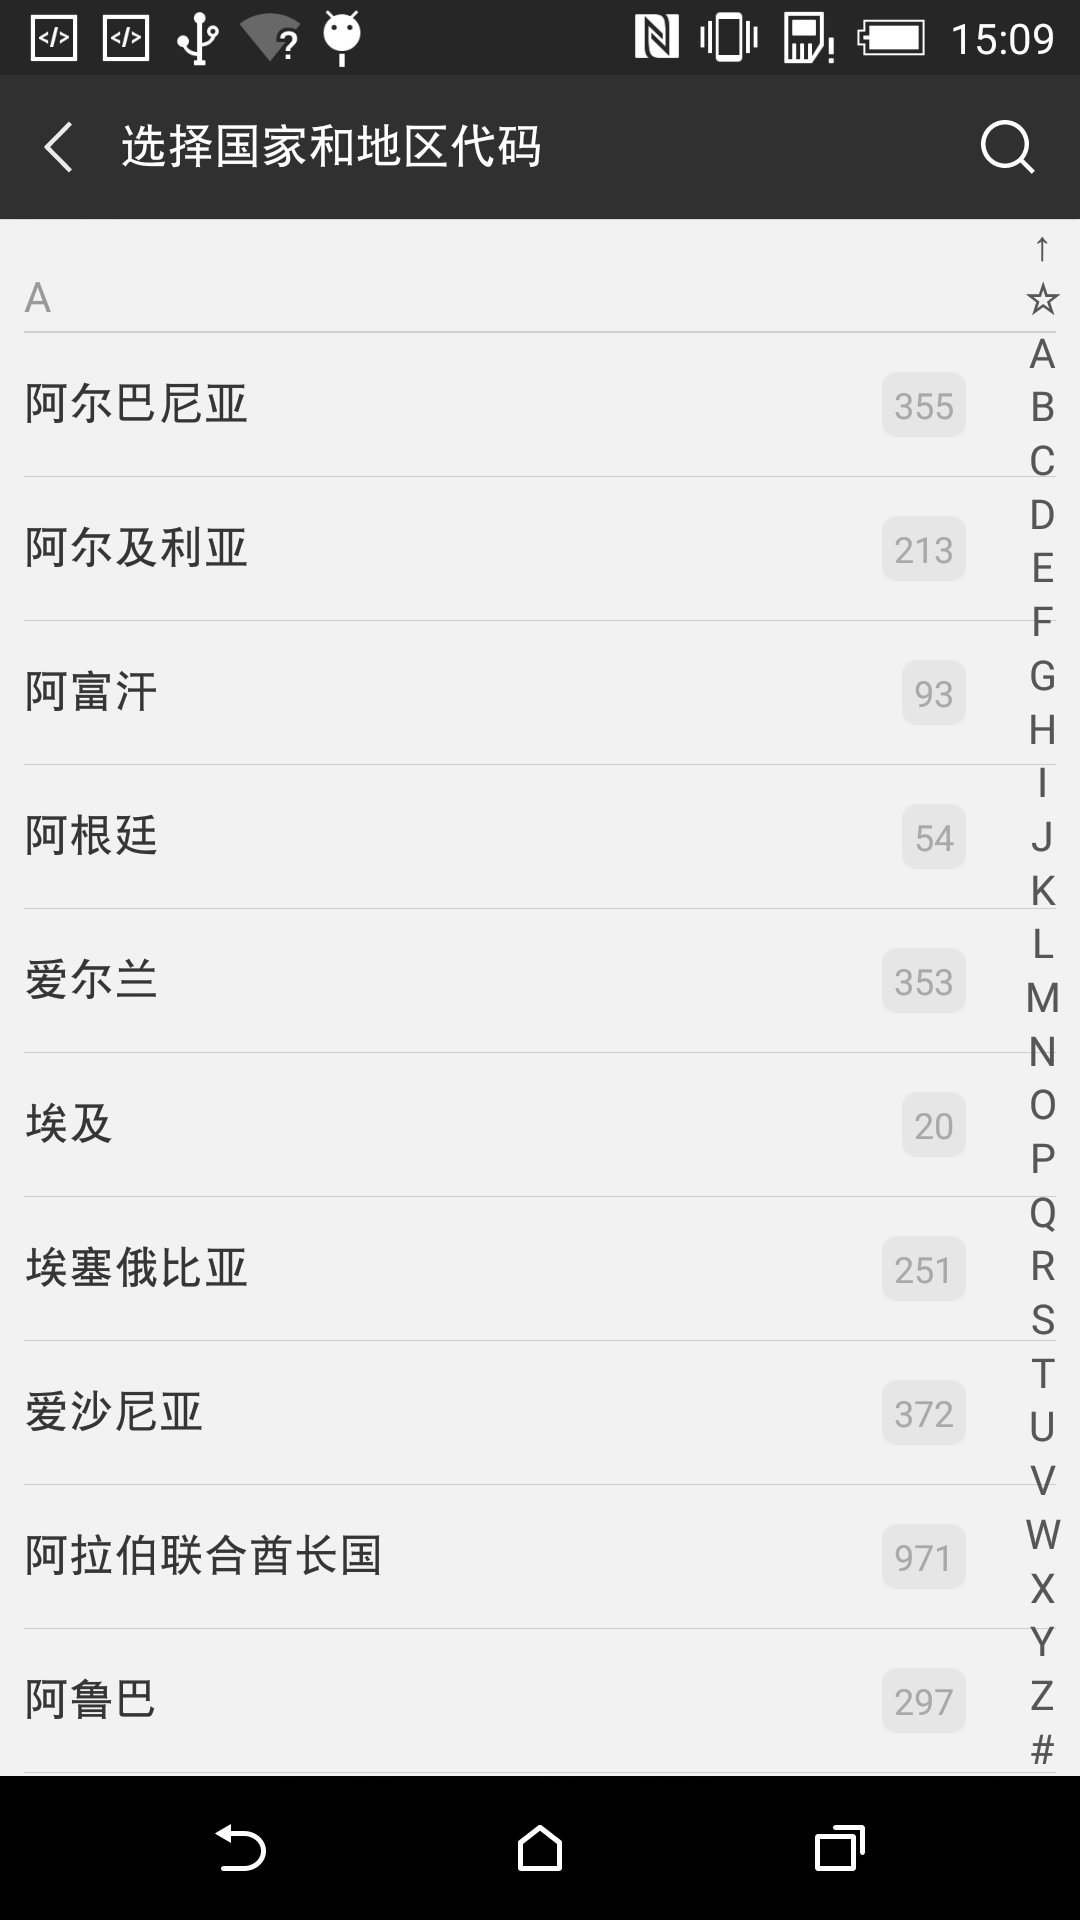 15:09
选择国家和地区代码
A
阿尔巴尼亚 355
阿尔及利亚 213
阿富汗 93
阿根廷 54
爱尔兰 353
埃及 20
埃塞俄比亚 251
爱沙尼亚 372
阿拉伯联合酋长国 971
阿鲁巴 297
↑
☆
A
B
C
D
E
F
G
H
I
J
K
L
M
N
O
P
Q
R
S
T
U
V
W
X
Y
Z
#